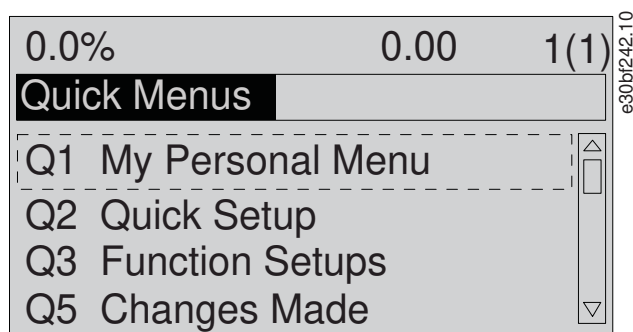 0.0% 0.00 1(1)
Quick Menus
Q1 My Personal Menu
Q2 Quick Setup
Q3 Function Setups
Q5 Changes Made
e30bf242.10